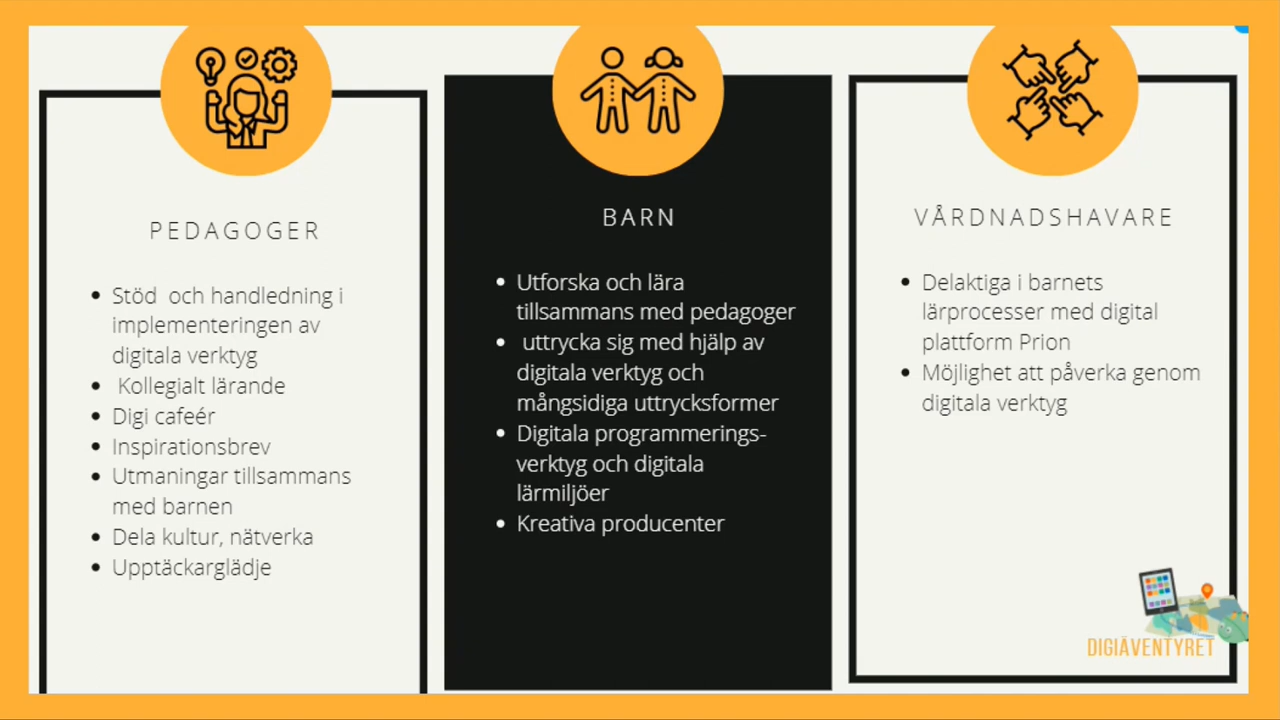 PEDAGOGER
Stöd och handledning i
implementeringen av
digitala verktyg
Kollegialt lärande
Digi cafeér
Inspirationsbrev
Utmaningar tillsammans
med barnen
Dela kultur, nätverka
Upptäckarglädje
BARN
Utforska och lära
tillsammans med pedagoger
uttrycka sig med hjälp av
digitala verktyg och
mångsidiga uttrycksformer
Digitala programmerings-
verktyg och digitala
lärmiljöer
Kreativa producenter
VÅRDNADSHAVARE
Delaktiga i barnets
lärprocesser med digital
plattform Prion
Möjlighet att påverka genom
digitala verktyg
DIGIÄVENTYRET